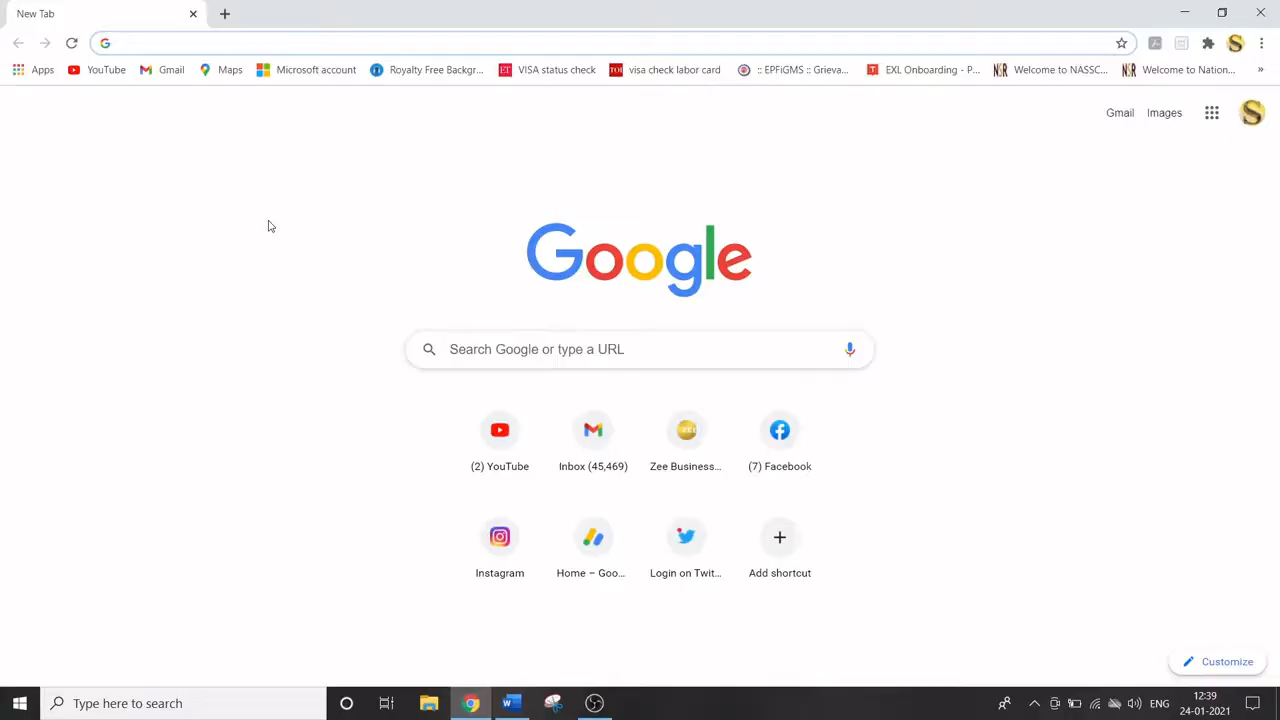 New Tab
Apps YouTube Gmail Maps Microsoft account Royalty Free Backgr... VISA status check visa check labor card :: EPFiGMS :: Grieva... EXL Onboarding - P... Welcome to NASSC... Welcome to Nation... »
Gmail Images
Google
Search Google or type a URL
(2) YouTube Inbox (45,469) Zee Business... (7) Facebook
Instagram Home – Goo... Login on Twit... Add shortcut
Customize
Type here to search
ENG 12:39
24-01-2021